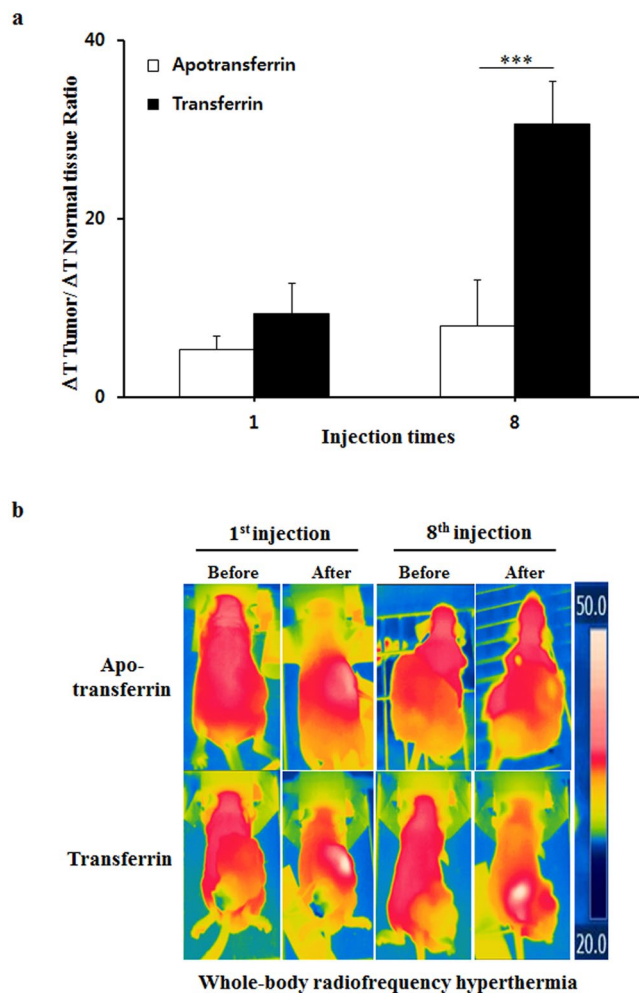 a
40
20
0
ΔT Tumor/ ΔT Normal tissue Ratio
Apotransferrin
Transferrin
***
1
8
Injection times
b
1st injection
8th injection
Before
After
Before
After
Apo-
transferrin
Transferrin
50.0
20.0
Whole-body radiofrequency hyperthermia